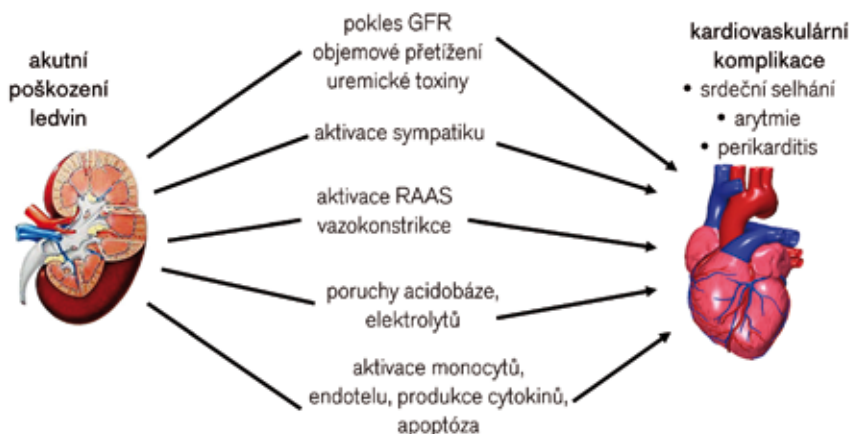 akutní
poškození
ledvin
pokles GFR
objemové přetížení
uremické toxiny
aktivace sympatiku
aktivace RAAS
vazokonstrikce
poruchy acidobáze,
elektrolytů
aktivace monocytů,
endotelu, produkce cytokinů,
apoptóza
kardiovaskulární
komplikace
• srdeční selhání
• arytmie
• perikarditis